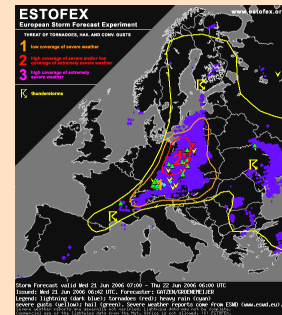 ESTOFEX
www.estofex.org
European Storm Forecast Experiment
THREAT OF TORNADOES, HAIL AND CONV. GUSTS
1 low coverage of severe weather
2 high coverage of severe and/or low
coverage of extremely severe weather
3 high coverage of extremely
severe weather
thunderstorms
Storm Forecast valid Wed 21 Jun 2006 07:00 - Thu 22 Jun 2006 06:00 UTC
Issued: Wed 21 Jun 2006 06:42 UTC. Forecaster: GATZEN/GROENEMEIJER
Legend: lightning (dark blue); tornadoes (red); heavy rain (cyan)
severe gusts (yellow); hail (green). Severe weather reports come from ESWD (www.eswd.eu).